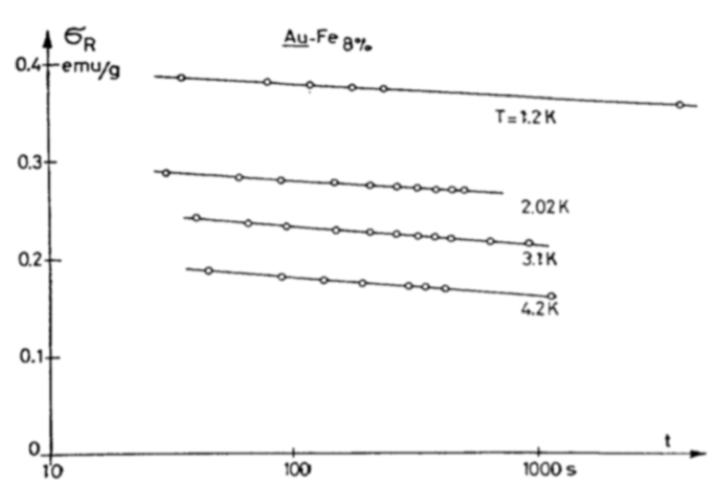 σR
emu/g
Au-Fe 8%
0.4
T = 1.2 K
0.3
2.02 K
0.2
3.1 K
4.2 K
0.1
0
t
10
100
1000 s